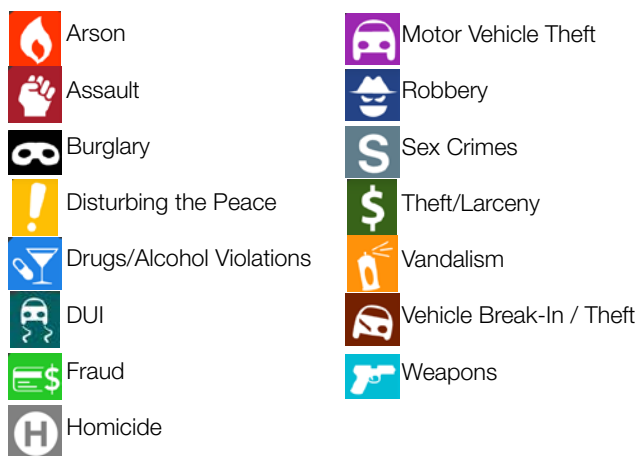 Arson
Assault
Burglary
Disturbing the Peace
Drugs/Alcohol Violations
DUI
$
Fraud
H
Homicide
Motor Vehicle Theft
Robbery
S
Sex Crimes
$
Theft/Larceny
Vandalism
Vehicle Break-In / Theft
Weapons